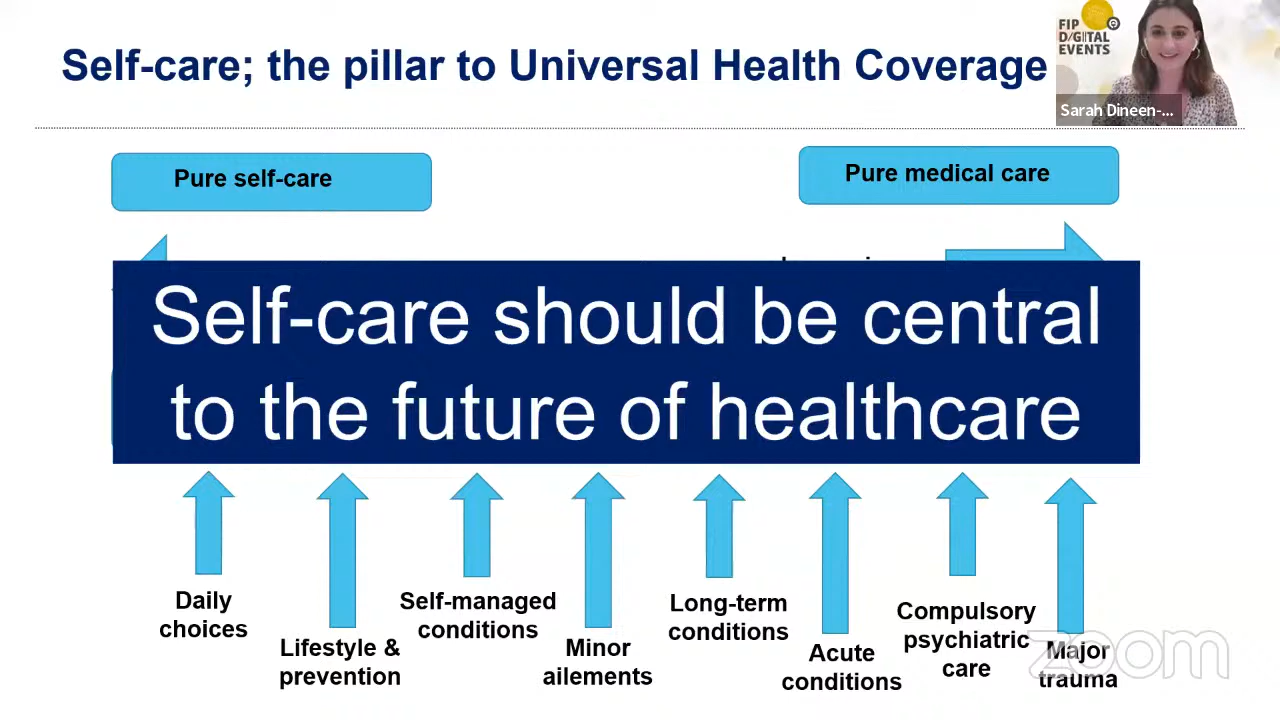 Self-care; the pillar to Universal Health Coverage
FIP
DIGITAL
EVENTS
Sarah Dineen-...
Pure self-care
Pure medical care
Self-care should be central
to the future of healthcare
Daily
choices
Lifestyle &
prevention
Self-managed
conditions
Minor
ailements
Long-term
conditions
Acute
conditions
Compulsory
psychiatric
care
Major
trauma
zoom